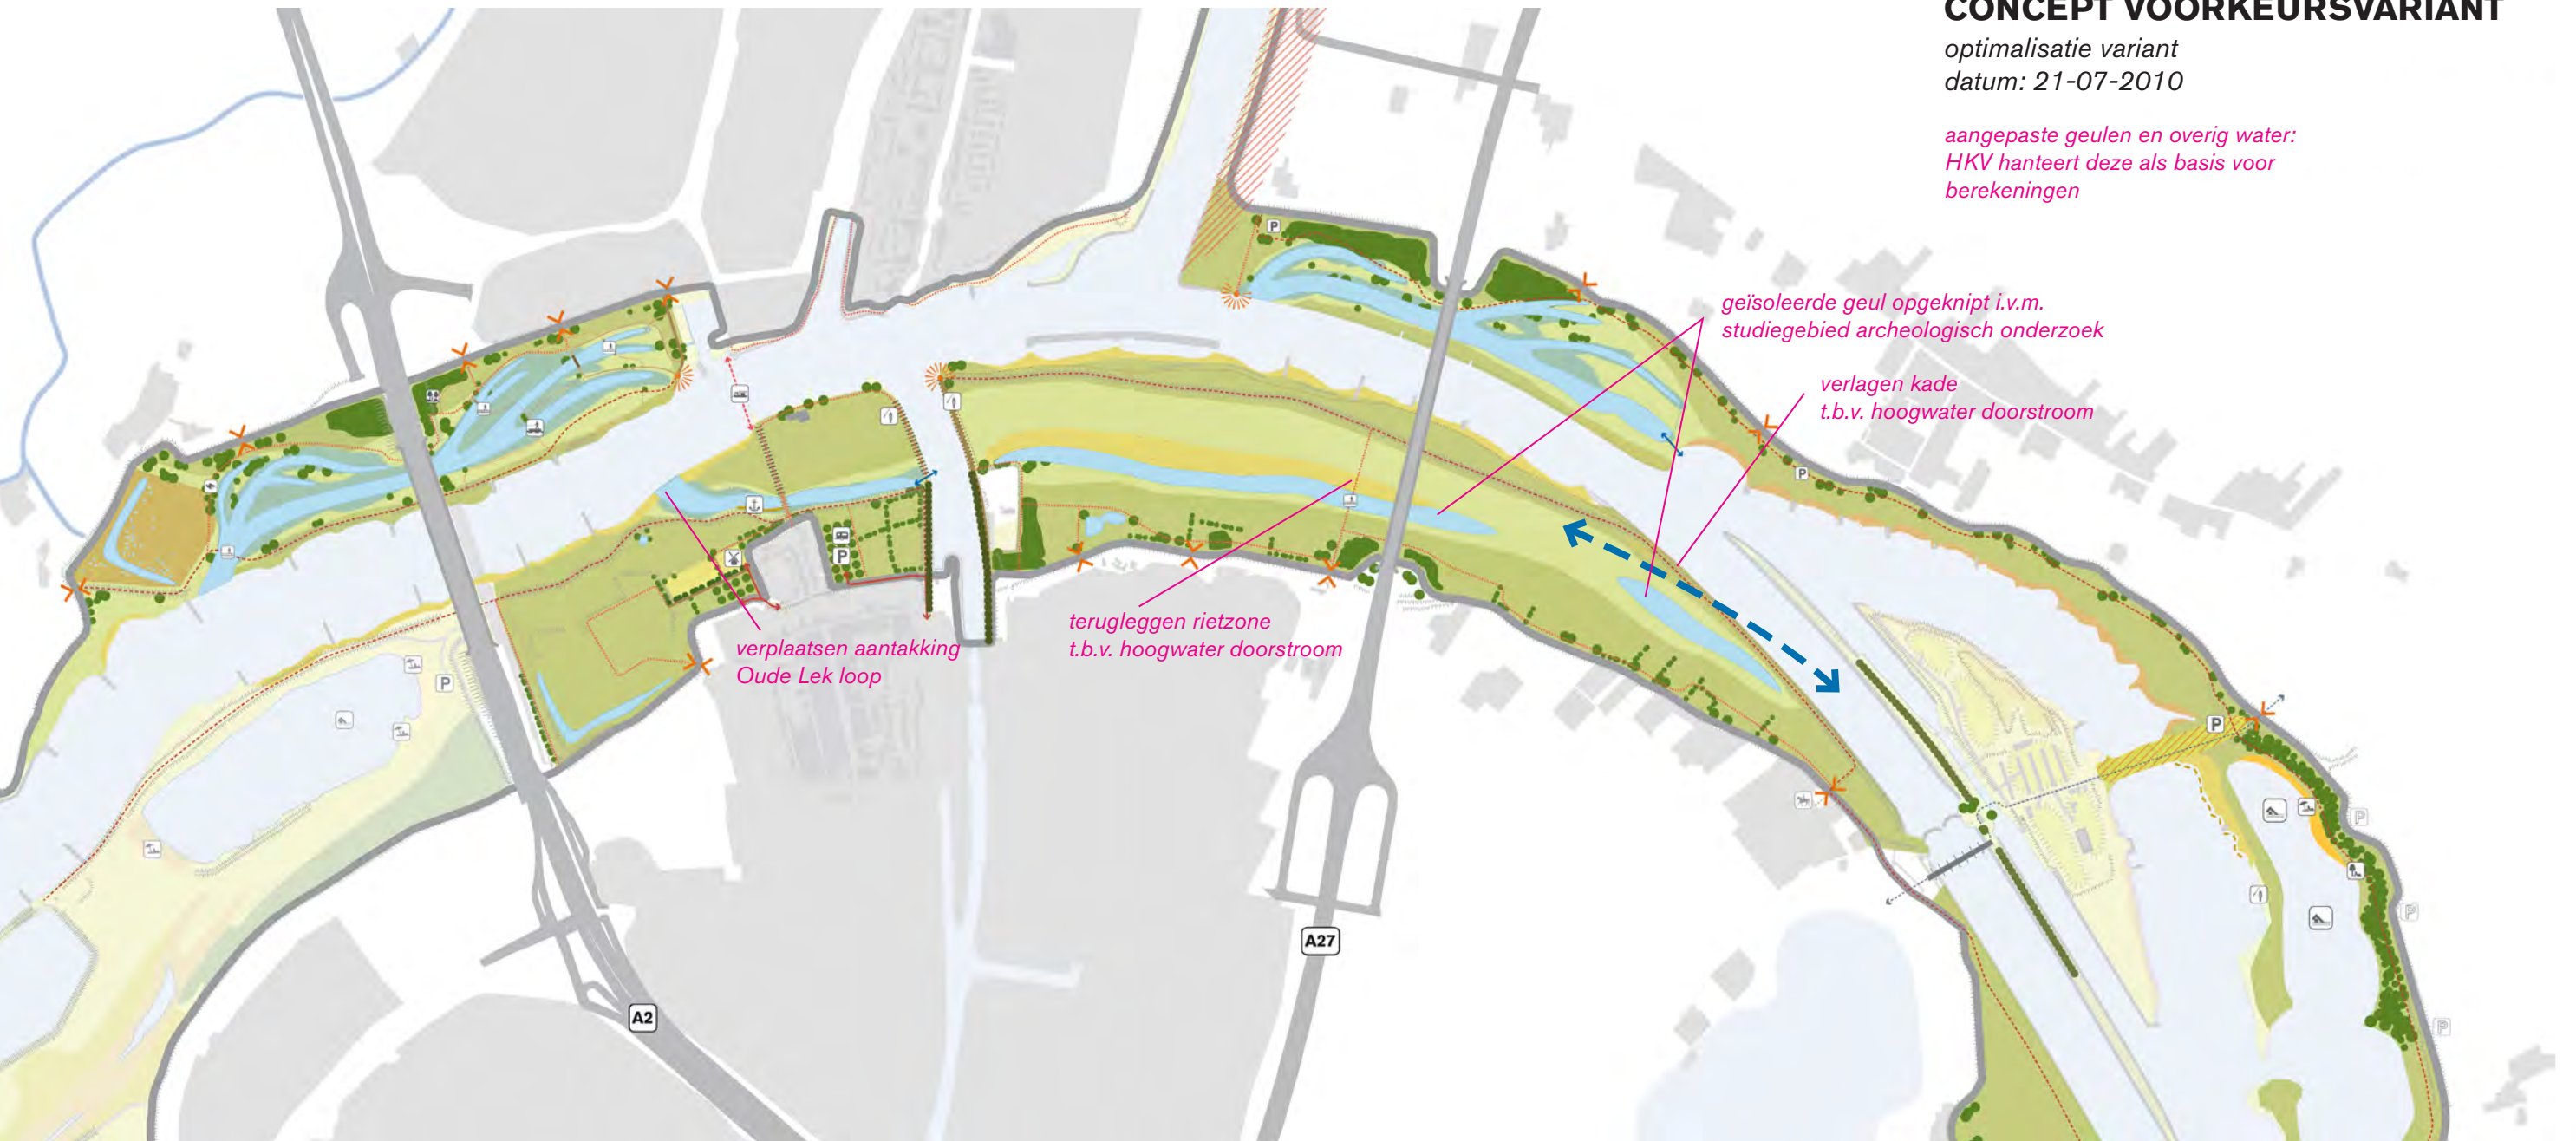 CONCEPT VOORKEURSVARIANT
optimalisatie variant
datum: 21-07-2010
aangepaste geulen en overig water:
HKV hanteert deze als basis voor
berekeningen
P
geïsoleerde geul opgeknipt i.v.m.
studiegebied archeologisch onderzoek
verlagen kade
t.b.v. hoogwater doorstroom
P
P
terugleggen rietzone
t.b.v. hoogwater doorstroom
verplaatsen aantakking
Oude Lek loop
P
P
P
P
P
A27
A2